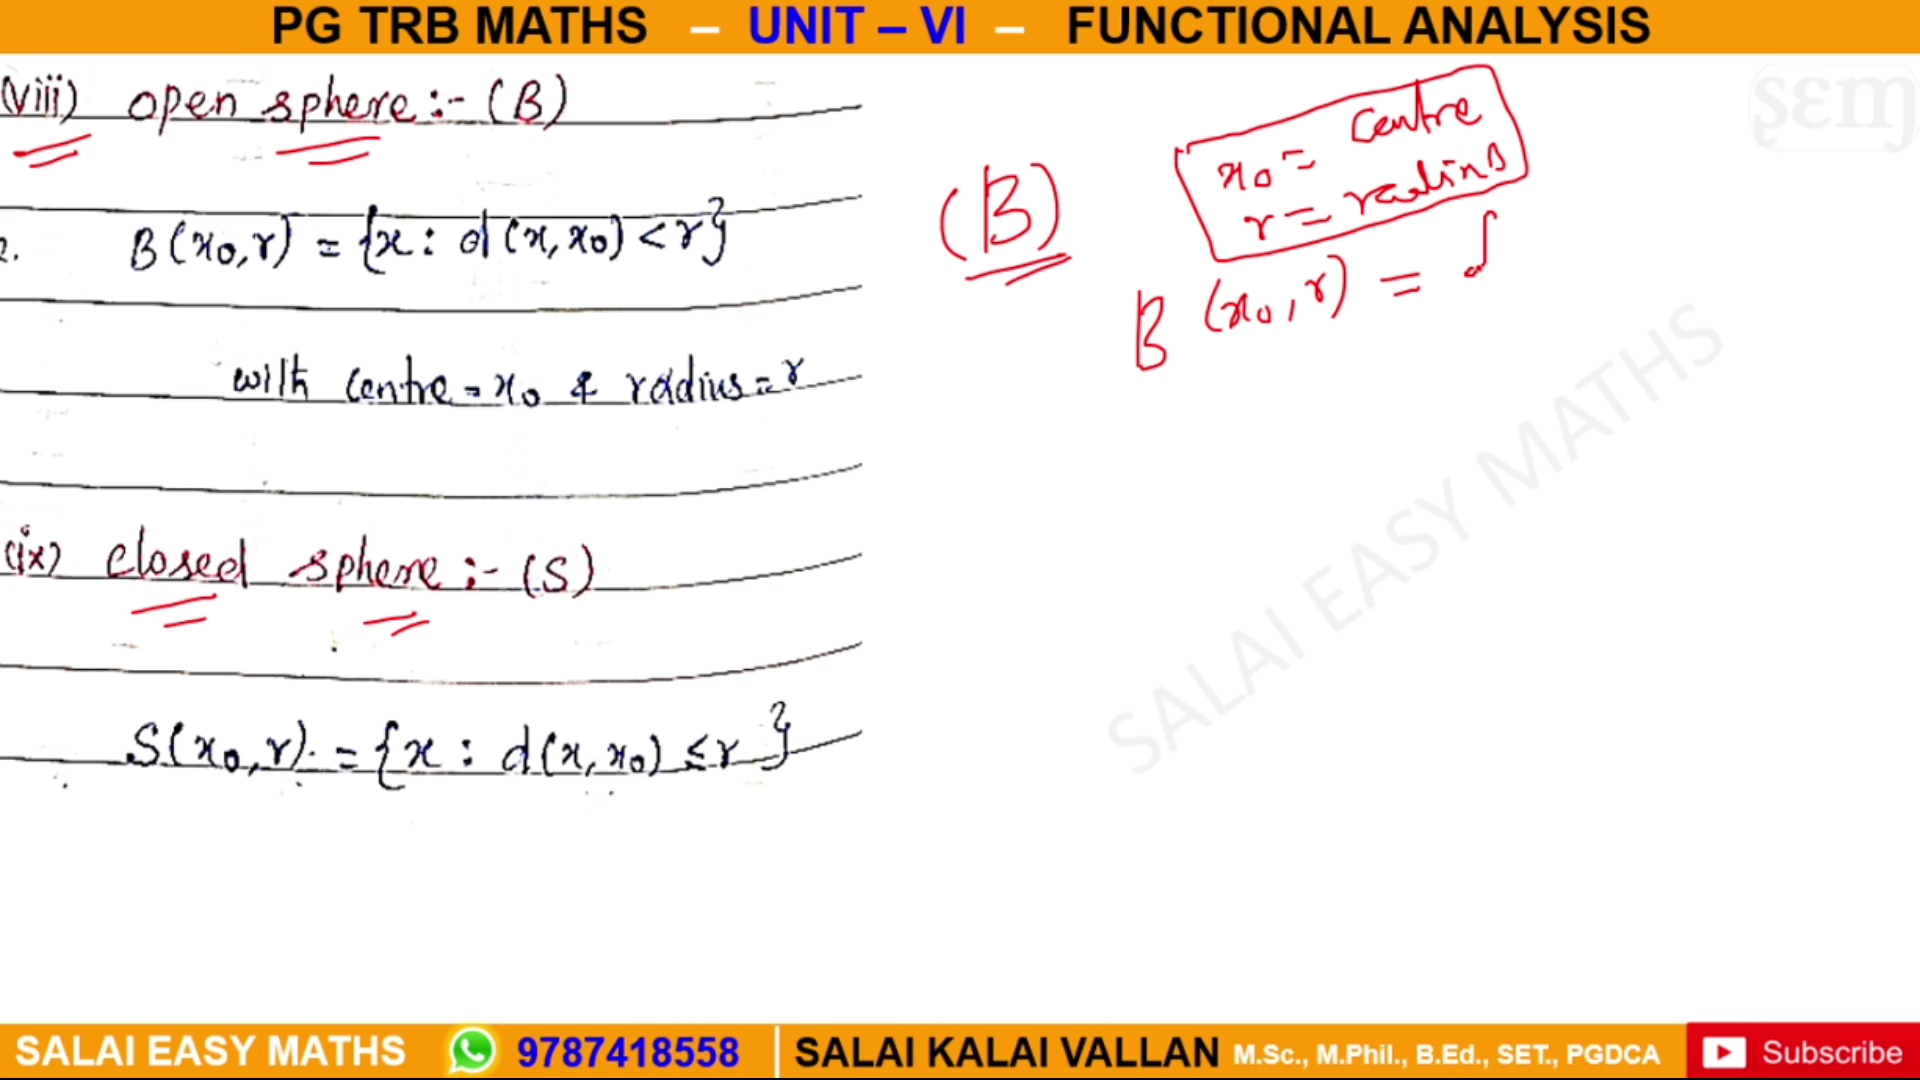 PG TRB MATHS – UNIT – VI – FUNCTIONAL ANALYSIS
sem
(viii) open sphere :- (B)
B(x₀, r) = {x : d(x, x₀) < r}
with centre = x₀ & radius = r
(ix) closed sphere :- (S)
S(x₀, r) = {x : d(x, x₀) ≤ r}
(B)
x₀ = centre
r = radius
B (x₀, r) = {
SALAI EASY MATHS
SALAI EASY MATHS 9787418558 SALAI KALAI VALLAN M.Sc., M.Phil., B.Ed., SET., PGDCA Subscribe